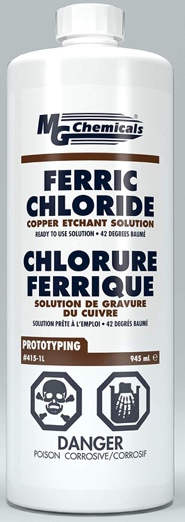 MG Chemicals
FERRIC
CHLORIDE
COPPER ETCHANT SOLUTION
READY TO USE SOLUTION • 42 DEGREES BAUMÉ
CHLORURE
FERRIQUE
SOLUTION DE GRAVURE
DU CUIVRE
SOLUTION PRÊTE À L'EMPLOI • 42 DEGRÉS BAUMÉ
PROTOTYPING
#415-1L 945 mL e
DANGER
POISON CORROSIVE/CORROSIF